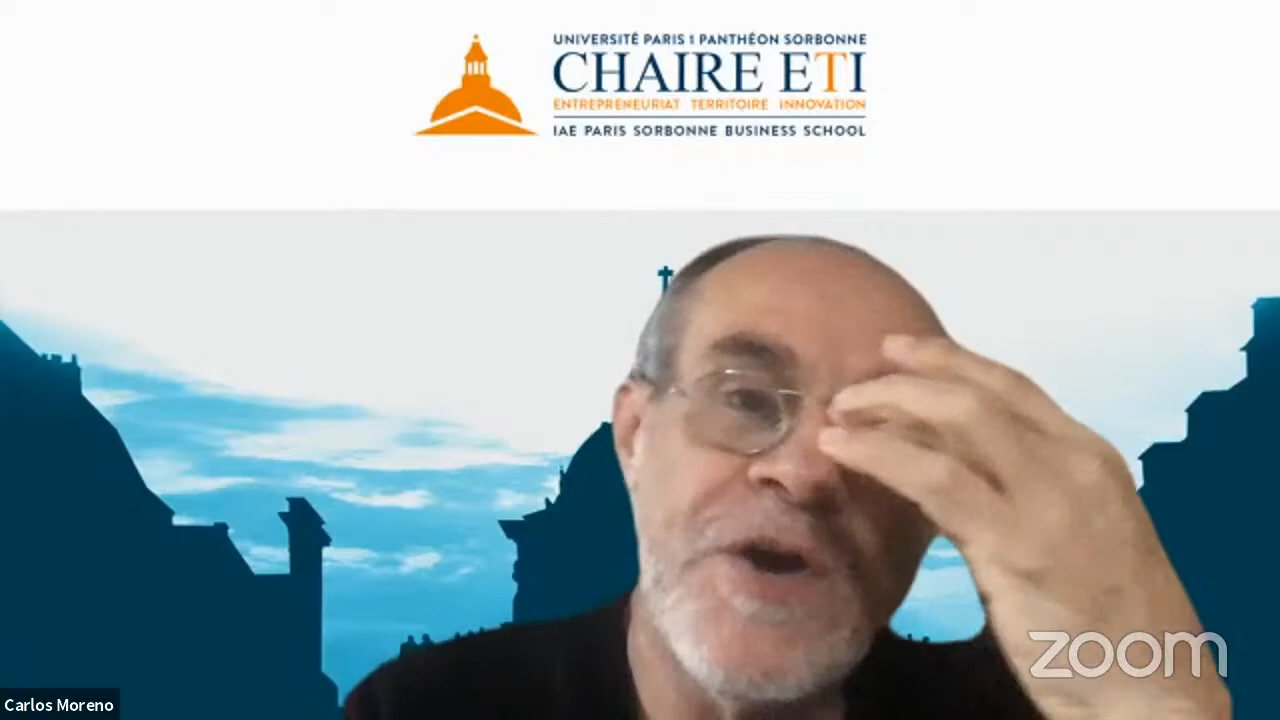 UNIVERSITÉ PARIS 1 PANTHÉON SORBONNE
CHAIRE ETI
ENTREPRENEURIAT TERRITOIRE INNOVATION
IAE PARIS SORBONNE BUSINESS SCHOOL
zoom
Carlos Moreno